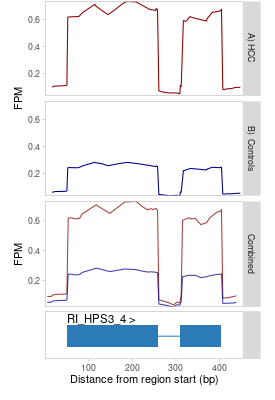 0.6
0.4
0.2
A) HCC
FPM
0.6
0.4
0.2
B) Controls
0.6
0.4
0.2
Combined
FPM
RI_HPS3_4 >
100 200 300 400
Distance from region start (bp)